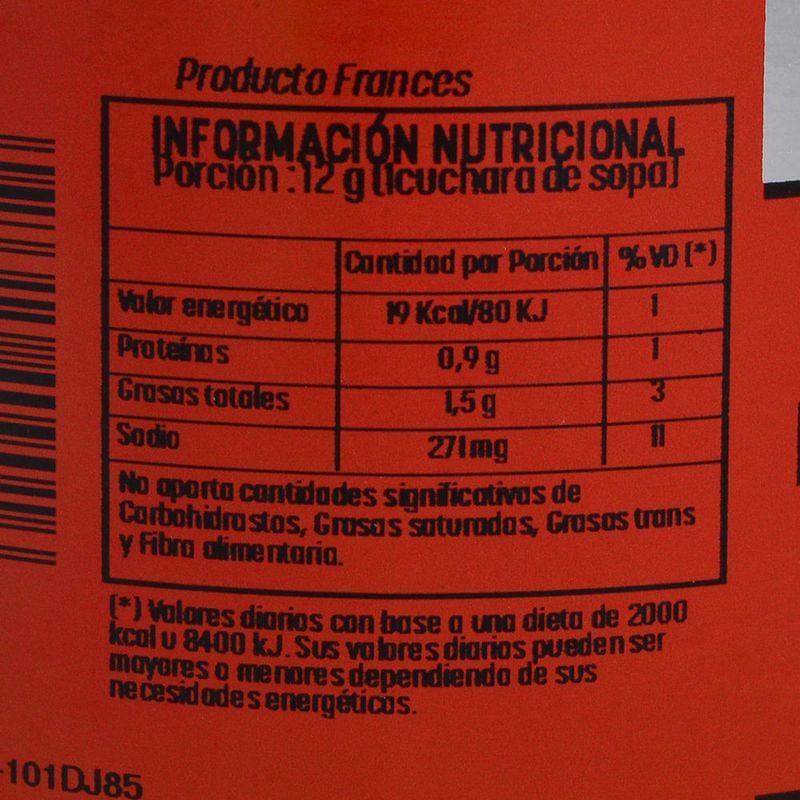 Producto Frances
INFORMACIÓN NUTRICIONAL
Porción :12 g (1cuchara de sopa)
Cantidad por Porción % VD (*)
Valor energético 19 Kcal/80 KJ 1
Proteínas 0,9 g 1
Grasas totales 1,5 g 3
Sodio 271mg 11
No aporta cantidades significativas de
Carbohidrastos, Grasas saturadas, Grasas trans
y Fibra alimentaria.
(*) Valores diarios con base a una dieta de 2000
kcal u 8400 kJ. Sus valores diarios pueden ser
mayores o menores dependiendo de sus
necesidades energéticas.
-101DJ85